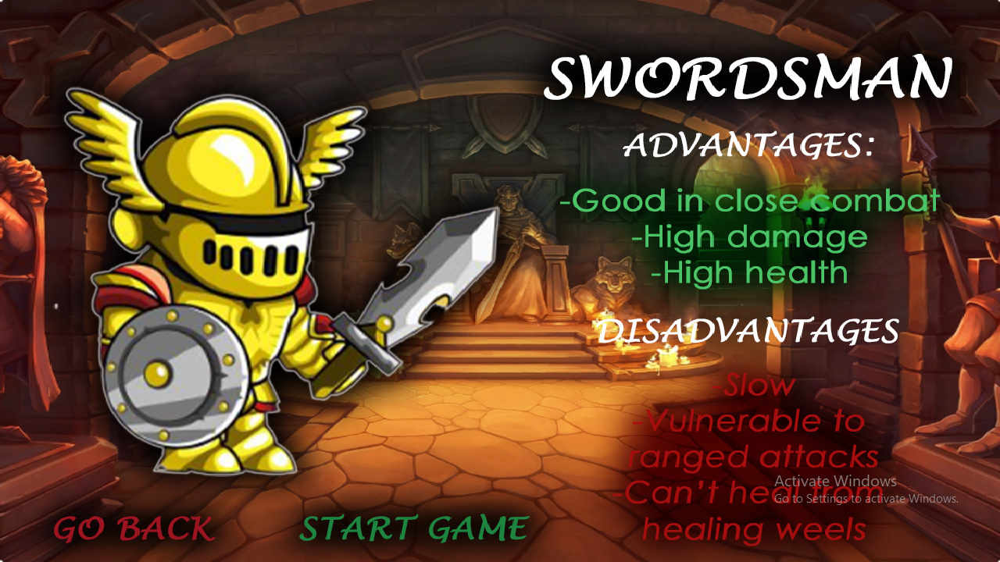 SWORDSMAN
ADVANTAGES:
-Good in close combat
-High damage
-High health
DISADVANTAGES
-Slow
-Vulnerable to
ranged attacks
-Can't heal from
healing weels
Activate Windows
Go to Settings to activate Windows.
GO BACK
START GAME